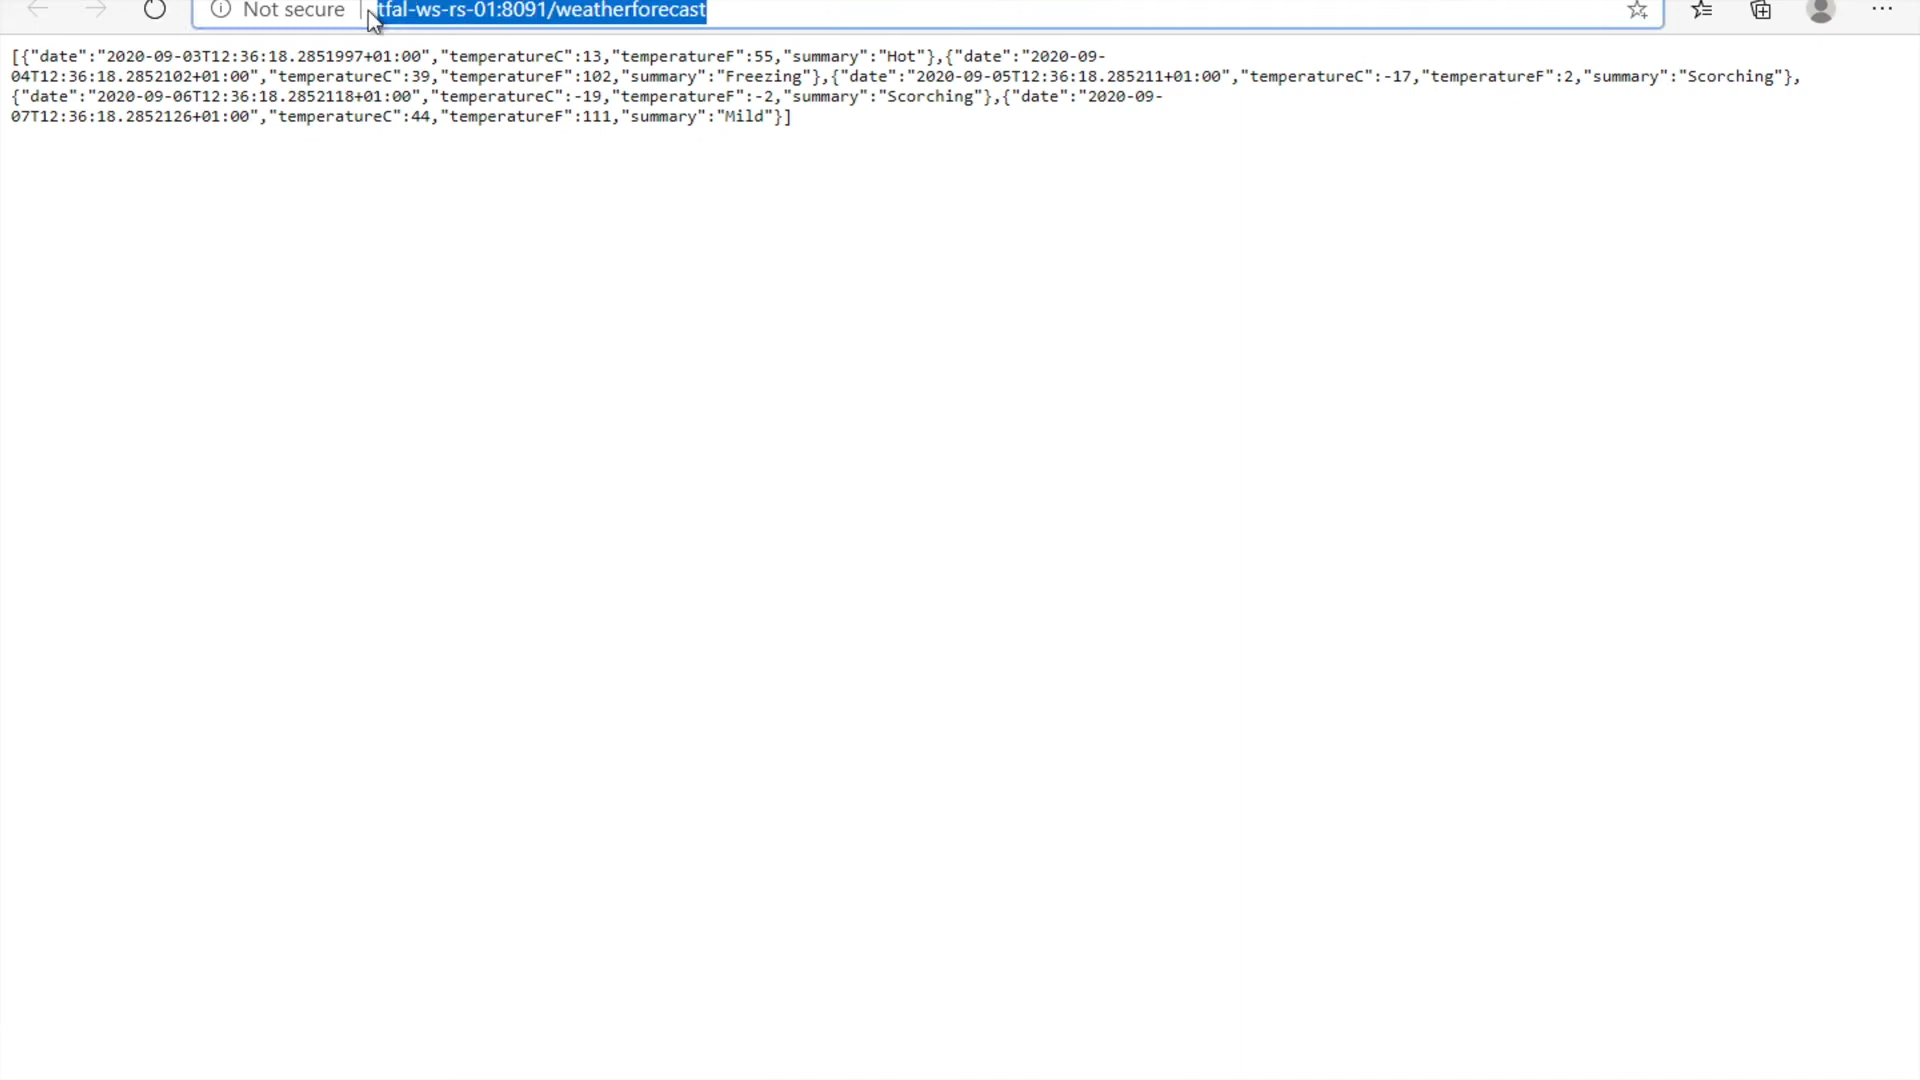 Not secure | tfal-ws-rs-01:8091/weatherforecast
[{"date":"2020-09-03T12:36:18.2851997+01:00","temperatureC":13,"temperatureF":55,"summary":"Hot"},{"date":"2020-09-
04T12:36:18.2852102+01:00","temperatureC":39,"temperatureF":102,"summary":"Freezing"},{"date":"2020-09-05T12:36:18.285211+01:00","temperatureC":-17,"temperatureF":2,"summary":"Scorching"},
{"date":"2020-09-06T12:36:18.2852118+01:00","temperatureC":-19,"temperatureF":-2,"summary":"Scorching"},{"date":"2020-09-
07T12:36:18.2852126+01:00","temperatureC":44,"temperatureF":111,"summary":"Mild"}]